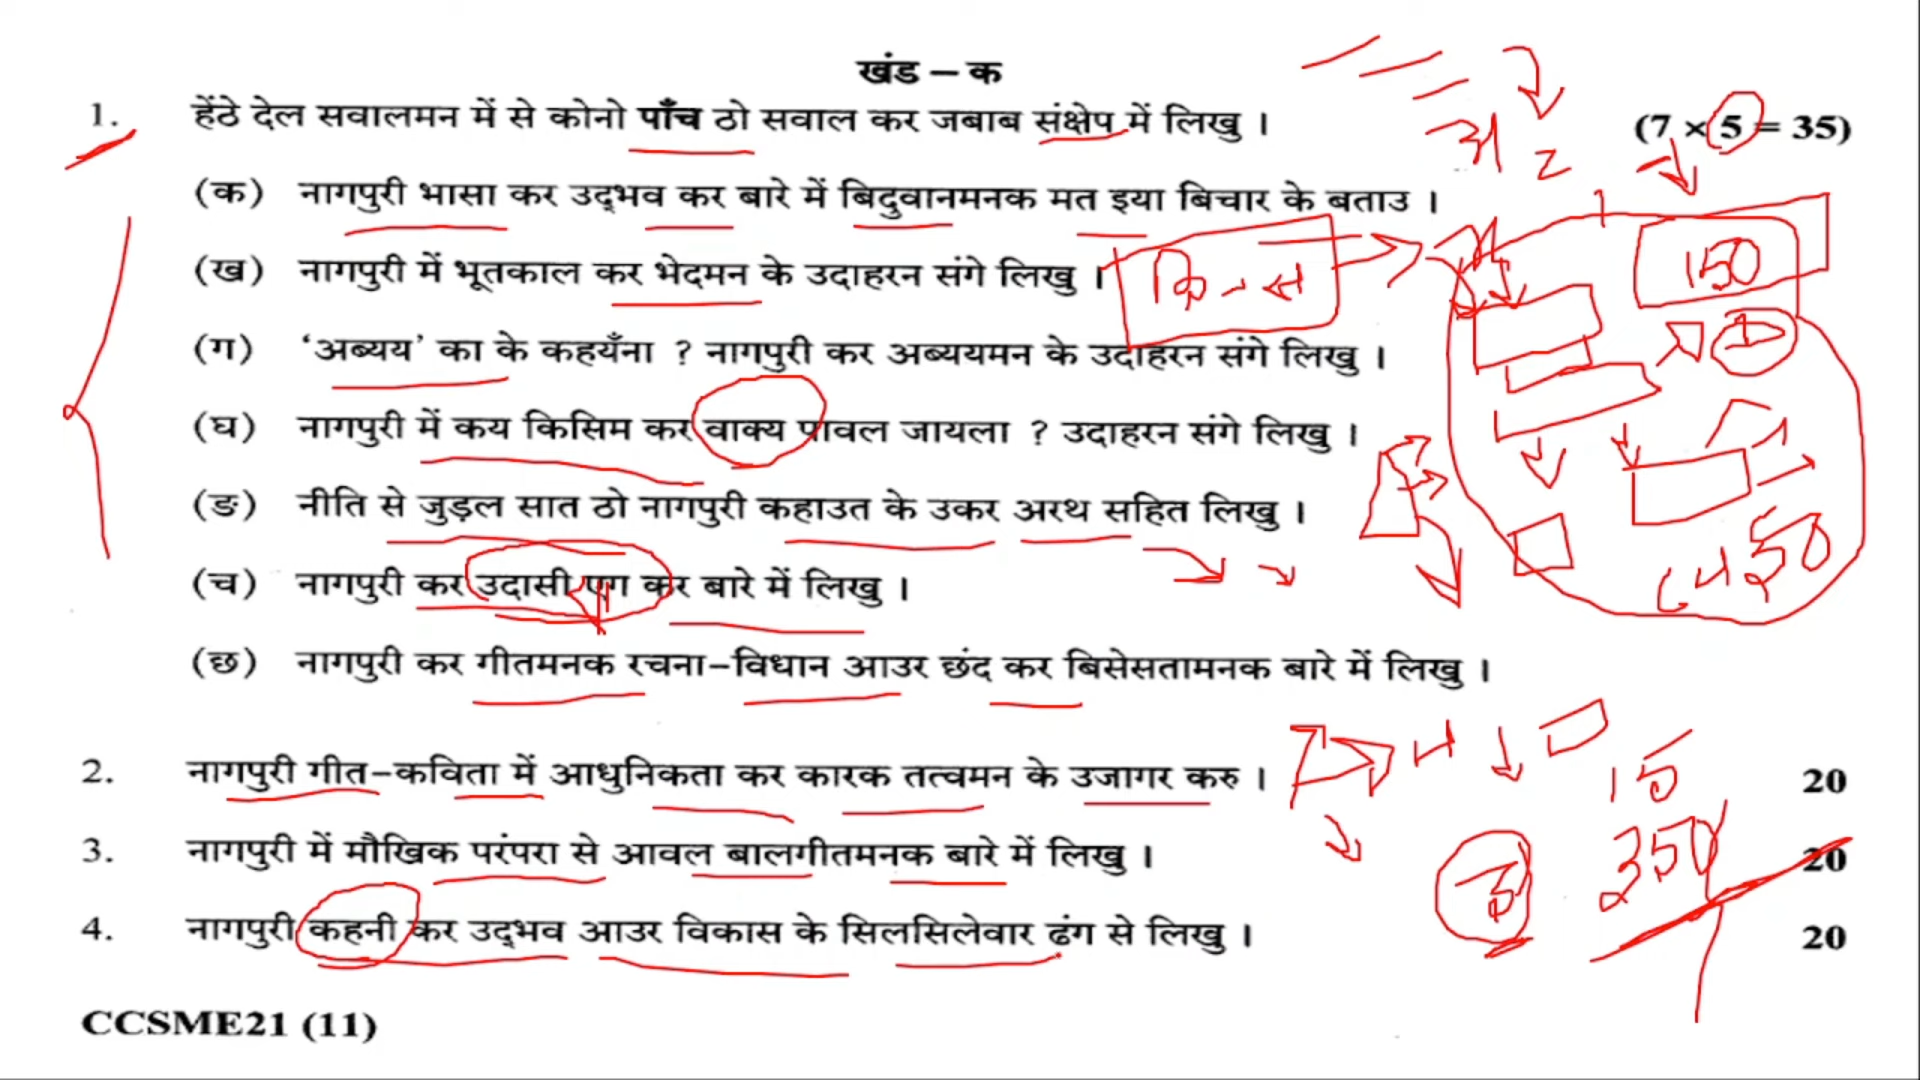 खंड – क
1. हेंठे देल सवालमन में से कोनो पाँच ठो सवाल कर जबाब संक्षेप में लिखु । (7 × 5 = 35)
(क) नागपुरी भासा कर उद्भव कर बारे में बिदुवानमनक मत इया बिचार के बताउ ।
(ख) नागपुरी में भूतकाल कर भेदमन के उदाहरन संगे लिखु ।
(ग) 'अब्यय' का के कहयँना ? नागपुरी कर अब्ययमन के उदाहरन संगे लिखु ।
(घ) नागपुरी में कय किसिम कर वाक्य पावल जायला ? उदाहरन संगे लिखु ।
(ङ) नीति से जुड़ल सात ठो नागपुरी कहाउत के उकर अरथ सहित लिखु ।
(च) नागपुरी कर उदासी कर बारे में लिखु ।
(छ) नागपुरी कर गीतमनक रचना-विधान आउर छंद कर बिसेसतामनक बारे में लिखु ।
2. नागपुरी गीत-कविता में आधुनिकता कर कारक तत्वमन के उजागर करु । 20
3. नागपुरी में मौखिक परंपरा से आवल बालगीतमनक बारे में लिखु । 20
4. नागपुरी कहनी कर उद्भव आउर विकास के सिलसिलेवार ढंग से लिखु । 20
CCSME21 (11)
150
15
350